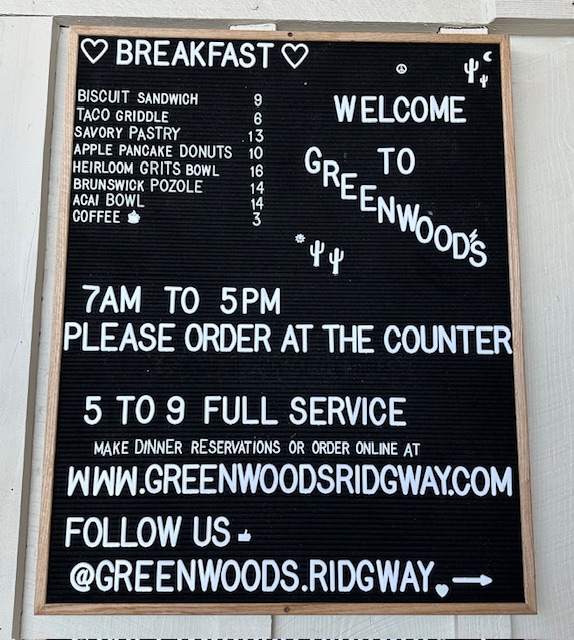 ♡ BREAKFAST ♡
BISCUIT SANDWICH 9
TACO GRIDDLE 6
SAVORY PASTRY 13
APPLE PANCAKE DONUTS 10
HEIRLOOM GRITS BOWL 16
BRUNSWICK POZOLE 14
ACAI BOWL 14
COFFEE 3
WELCOME
TO
GREENWOOD'S
7AM TO 5PM
PLEASE ORDER AT THE COUNTER
5 TO 9 FULL SERVICE
MAKE DINNER RESERVATIONS OR ORDER ONLINE AT
WWW.GREENWOODSRIDGWAY.COM
FOLLOW US
@GREENWOODS.RIDGWAY